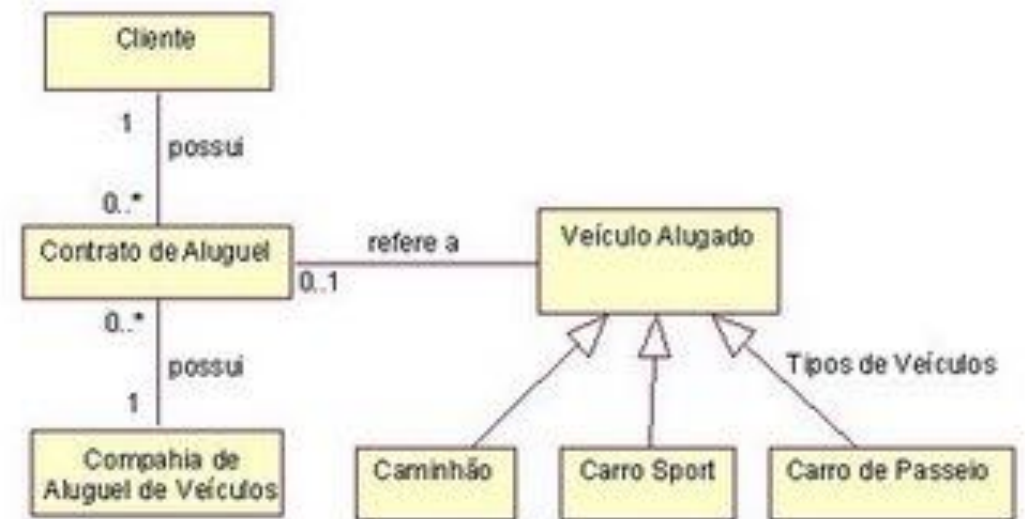 Cliente
1
possui
0..*
Contrato de Aluguel
refere a
0..1
Veículo Alugado
0..*
possui
1
Tipos de Veículos
Compahia de
Aluguel de Veículos
Caminhão
Carro Sport
Carro de Passeio